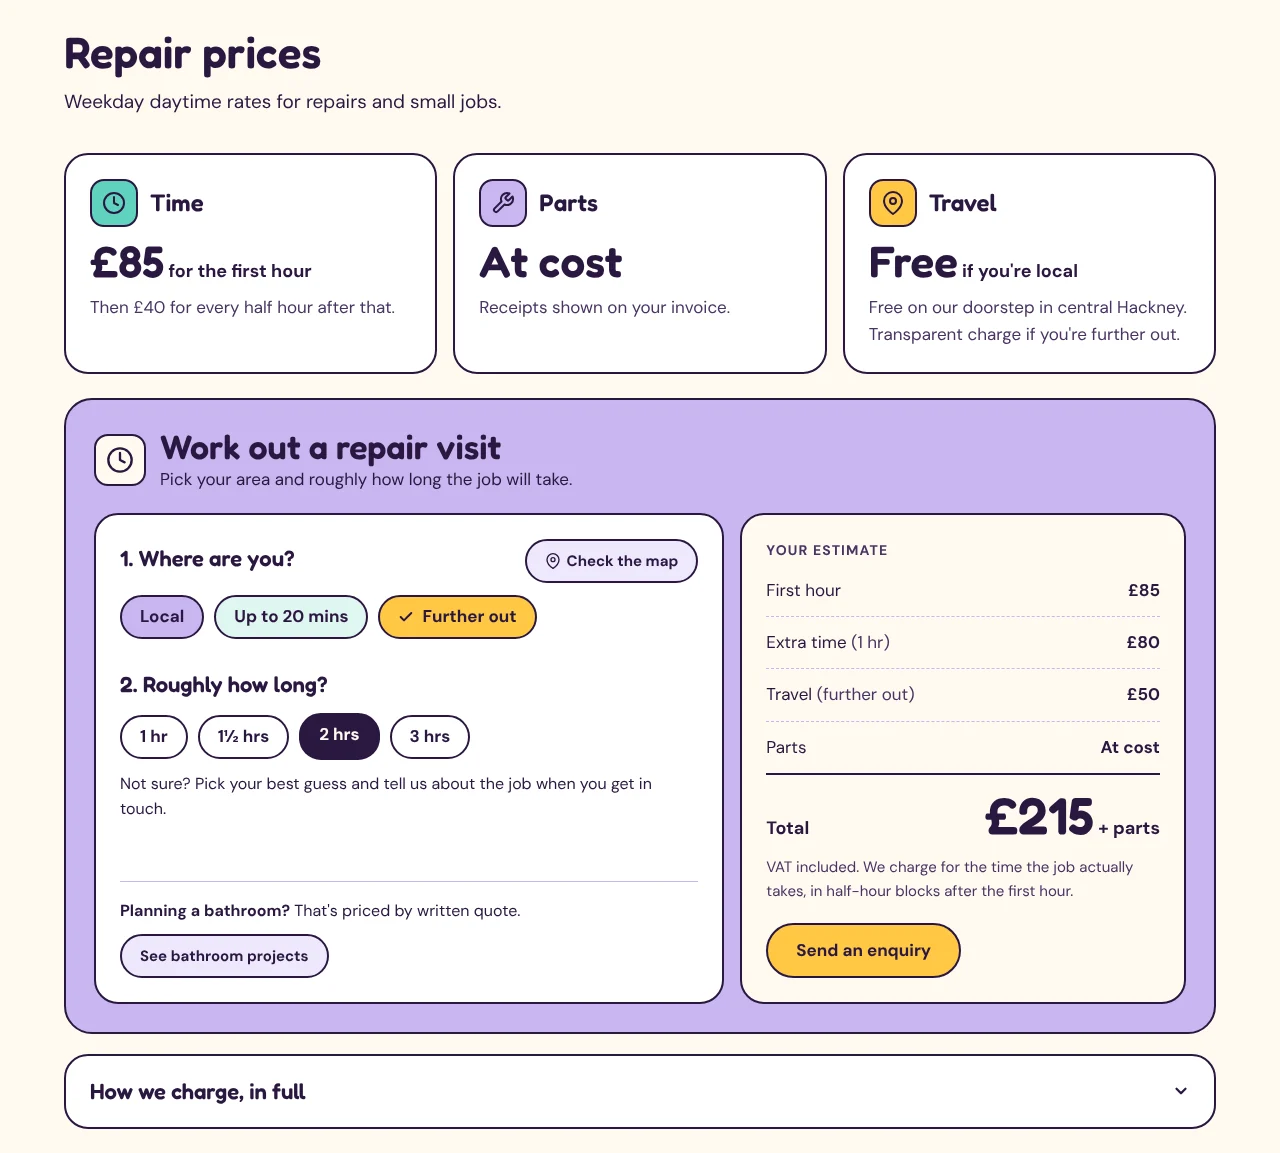 Repair prices
Weekday daytime rates for repairs and small jobs.
Time
£85 for the first hour
Then £40 for every half hour after that.
Parts
At cost
Receipts shown on your invoice.
Travel
Free if you're local
Free on our doorstep in central Hackney.
Transparent charge if you're further out.
Work out a repair visit
Pick your area and roughly how long the job will take.
1. Where are you?
Check the map
Local
Up to 20 mins
Further out
2. Roughly how long?
1 hr
1½ hrs
2 hrs
3 hrs
Not sure? Pick your best guess and tell us about the job when you get in
touch.
Planning a bathroom? That's priced by written quote.
See bathroom projects
YOUR ESTIMATE
First hour £85
Extra time (1 hr) £80
Travel (further out) £50
Parts At cost
Total £215 + parts
VAT included. We charge for the time the job actually
takes, in half-hour blocks after the first hour.
Send an enquiry
How we charge, in full